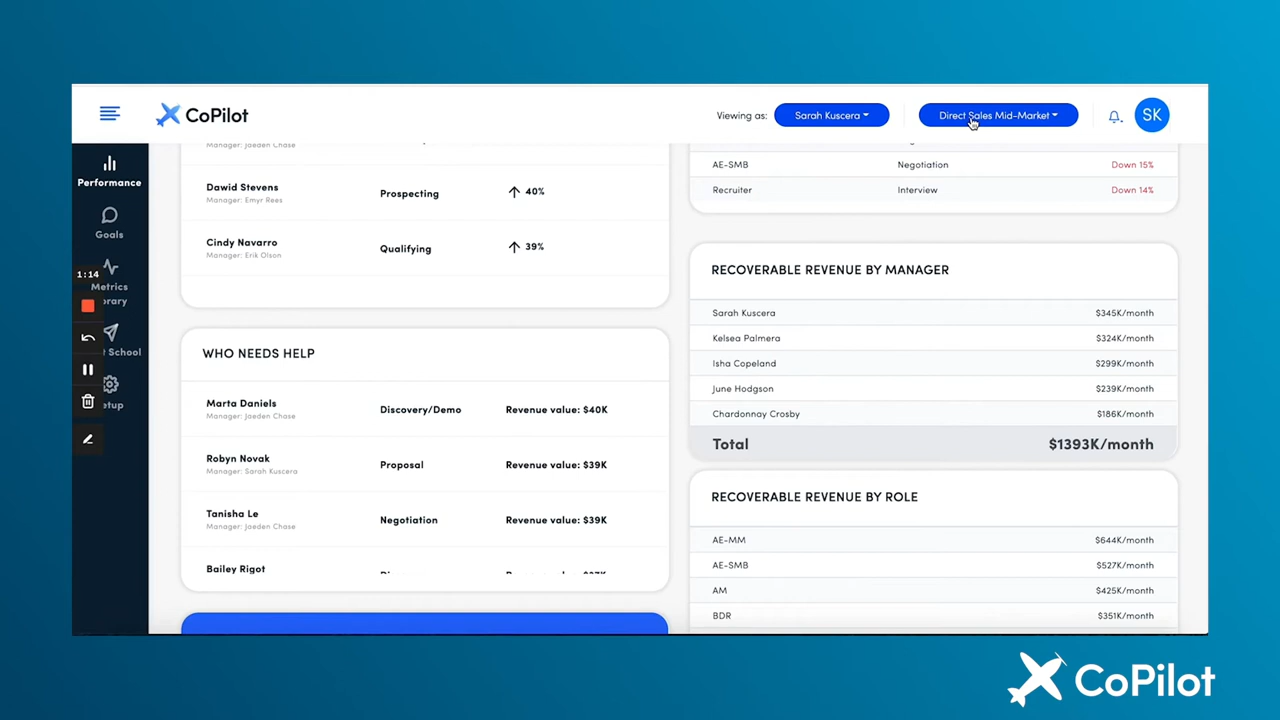 CoPilot
Viewing as:
Sarah Kuscera
Direct Sales Mid-Market
SK
Performance
Goals
1:14
Metrics
Manager: Jaeden Chase
Dawid Stevens
Manager: Emyr Rees
Prospecting
40%
Cindy Navarro
Manager: Erik Olson
Qualifying
39%
WHO NEEDS HELP
Marta Daniels
Manager: Jaeden Chase
Discovery/Demo
Revenue value: $40K
Robyn Novak
Manager: Sarah Kuscera
Proposal
Revenue value: $39K
Tanisha Le
Manager: Jaeden Chase
Negotiation
Revenue value: $39K
Bailey Rigot
AE-SMB Negotiation Down 15%
Recruiter Interview Down 14%
RECOVERABLE REVENUE BY MANAGER
Sarah Kuscera $345K/month
Kelsea Palmera $324K/month
Isha Copeland $299K/month
June Hodgson $239K/month
Chardonnay Crosby $186K/month
Total $1393K/month
RECOVERABLE REVENUE BY ROLE
AE-MM $644K/month
AE-SMB $527K/month
AM $425K/month
BDR $351K/month
CoPilot